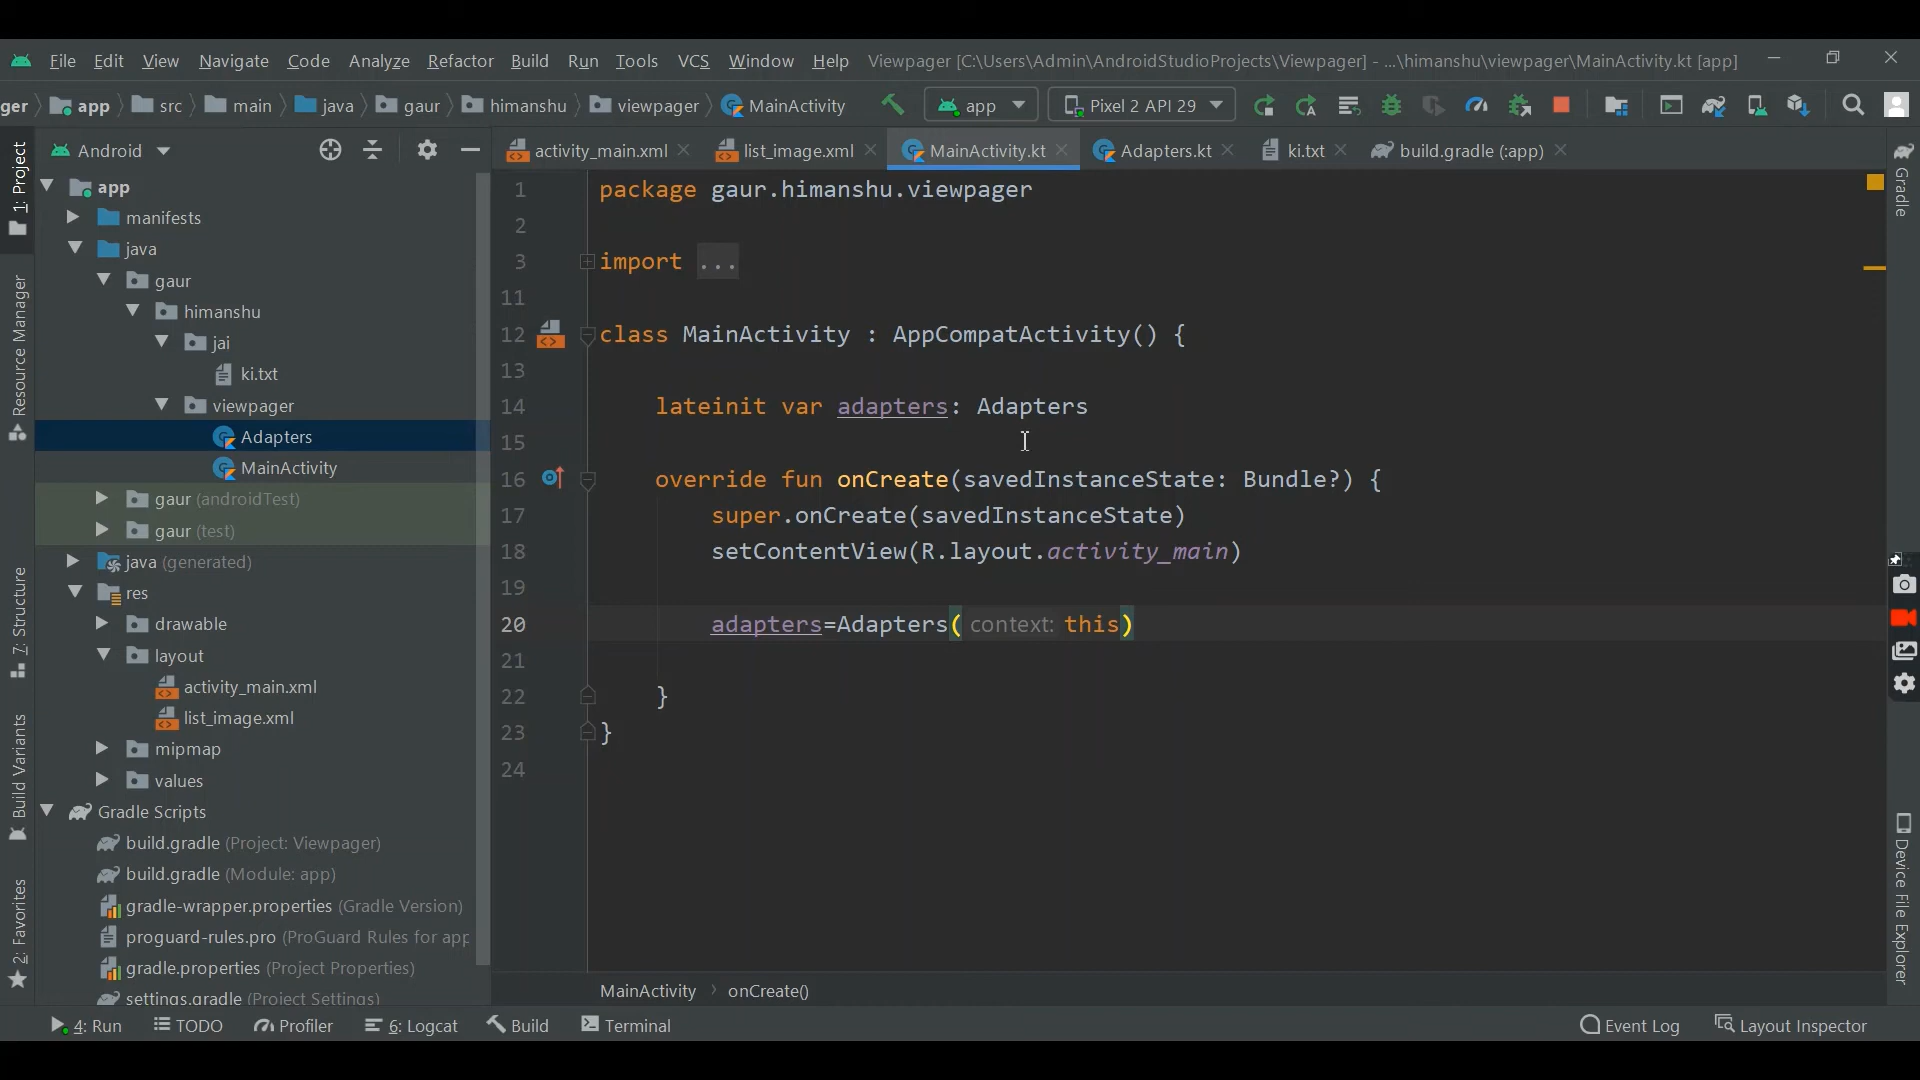 File Edit View Navigate Code Analyze Refactor Build Run Tools VCS Window Help Viewpager [C:\Users\Admin\AndroidStudioProjects\Viewpager] - ...\himanshu\viewpager\MainActivity.kt [app]
ger app src main java gaur himanshu viewpager MainActivity app Pixel 2 API 29
Android activity_main.xml list_image.xml MainActivity.kt Adapters.kt ki.txt build.gradle (:app)
1: Project
Resource Manager
7: Structure
Build Variants
2: Favorites
app
manifests
java
gaur
himanshu
jai
ki.txt
viewpager
Adapters
MainActivity
gaur (androidTest)
gaur (test)
java (generated)
res
drawable
layout
activity_main.xml
list_image.xml
mipmap
values
Gradle Scripts
build.gradle (Project: Viewpager)
build.gradle (Module: app)
gradle-wrapper.properties (Gradle Version)
proguard-rules.pro (ProGuard Rules for app
gradle.properties (Project Properties)
settings.gradle (Project Settings)
1 package gaur.himanshu.viewpager
2
3 import ...
11
12 class MainActivity : AppCompatActivity() {
13
14 lateinit var adapters: Adapters
15
16 override fun onCreate(savedInstanceState: Bundle?) {
17 super.onCreate(savedInstanceState)
18 setContentView(R.layout.activity_main)
19
20 adapters=Adapters( context: this)
21
22 }
23 }
24
MainActivity onCreate()
Gradle
Device File Explorer
4: Run TODO Profiler 6: Logcat Build Terminal Event Log Layout Inspector